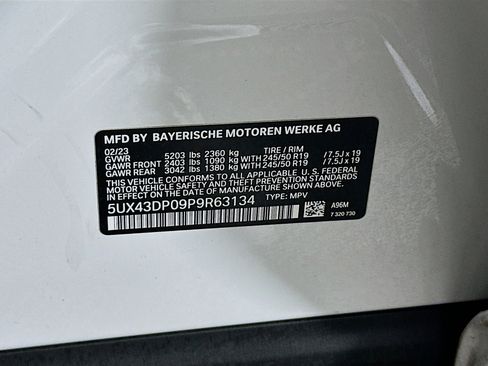 MFD BY BAYERISCHE MOTOREN WERKE AG
02/23 TIRE / RIM
GVWR 5203 lbs 2360 kg
GAWR FRONT 2403 lbs 1090 kg WITH 245/50 R19 /7.5J x 19
GAWR REAR 3042 lbs 1380 kg WITH 245/50 R19 /7.5J x 19
THIS VEHICLE CONFORMS TO ALL APPLICABLE U.S. FEDERAL
MOTOR VEHICLE SAFETY STANDARDS
IN EFFECT ON THE DATE OF MANUFACTURE SHOWN ABOVE.
5UX43DP09P9R63134 TYPE: MPV
A96M
7 320 730